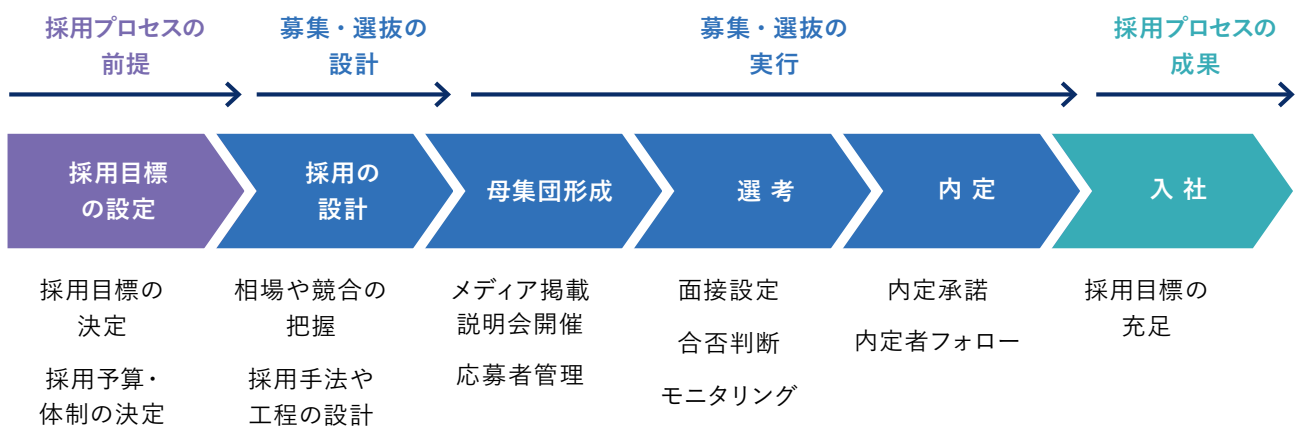 採用プロセスの
前提
募集・選抜の
設計
募集・選抜の
実行
採用プロセスの
成果
採用目標
の設定
採用の
設計
母集団形成
選 考
内 定
入 社
採用目標の
決定
採用予算・
体制の決定
相場や競合の
把握
採用手法や
工程の設計
メディア掲載
説明会開催
応募者管理
面接設定
合否判断
モニタリング
内定承諾
内定者フォロー
採用目標の
充足